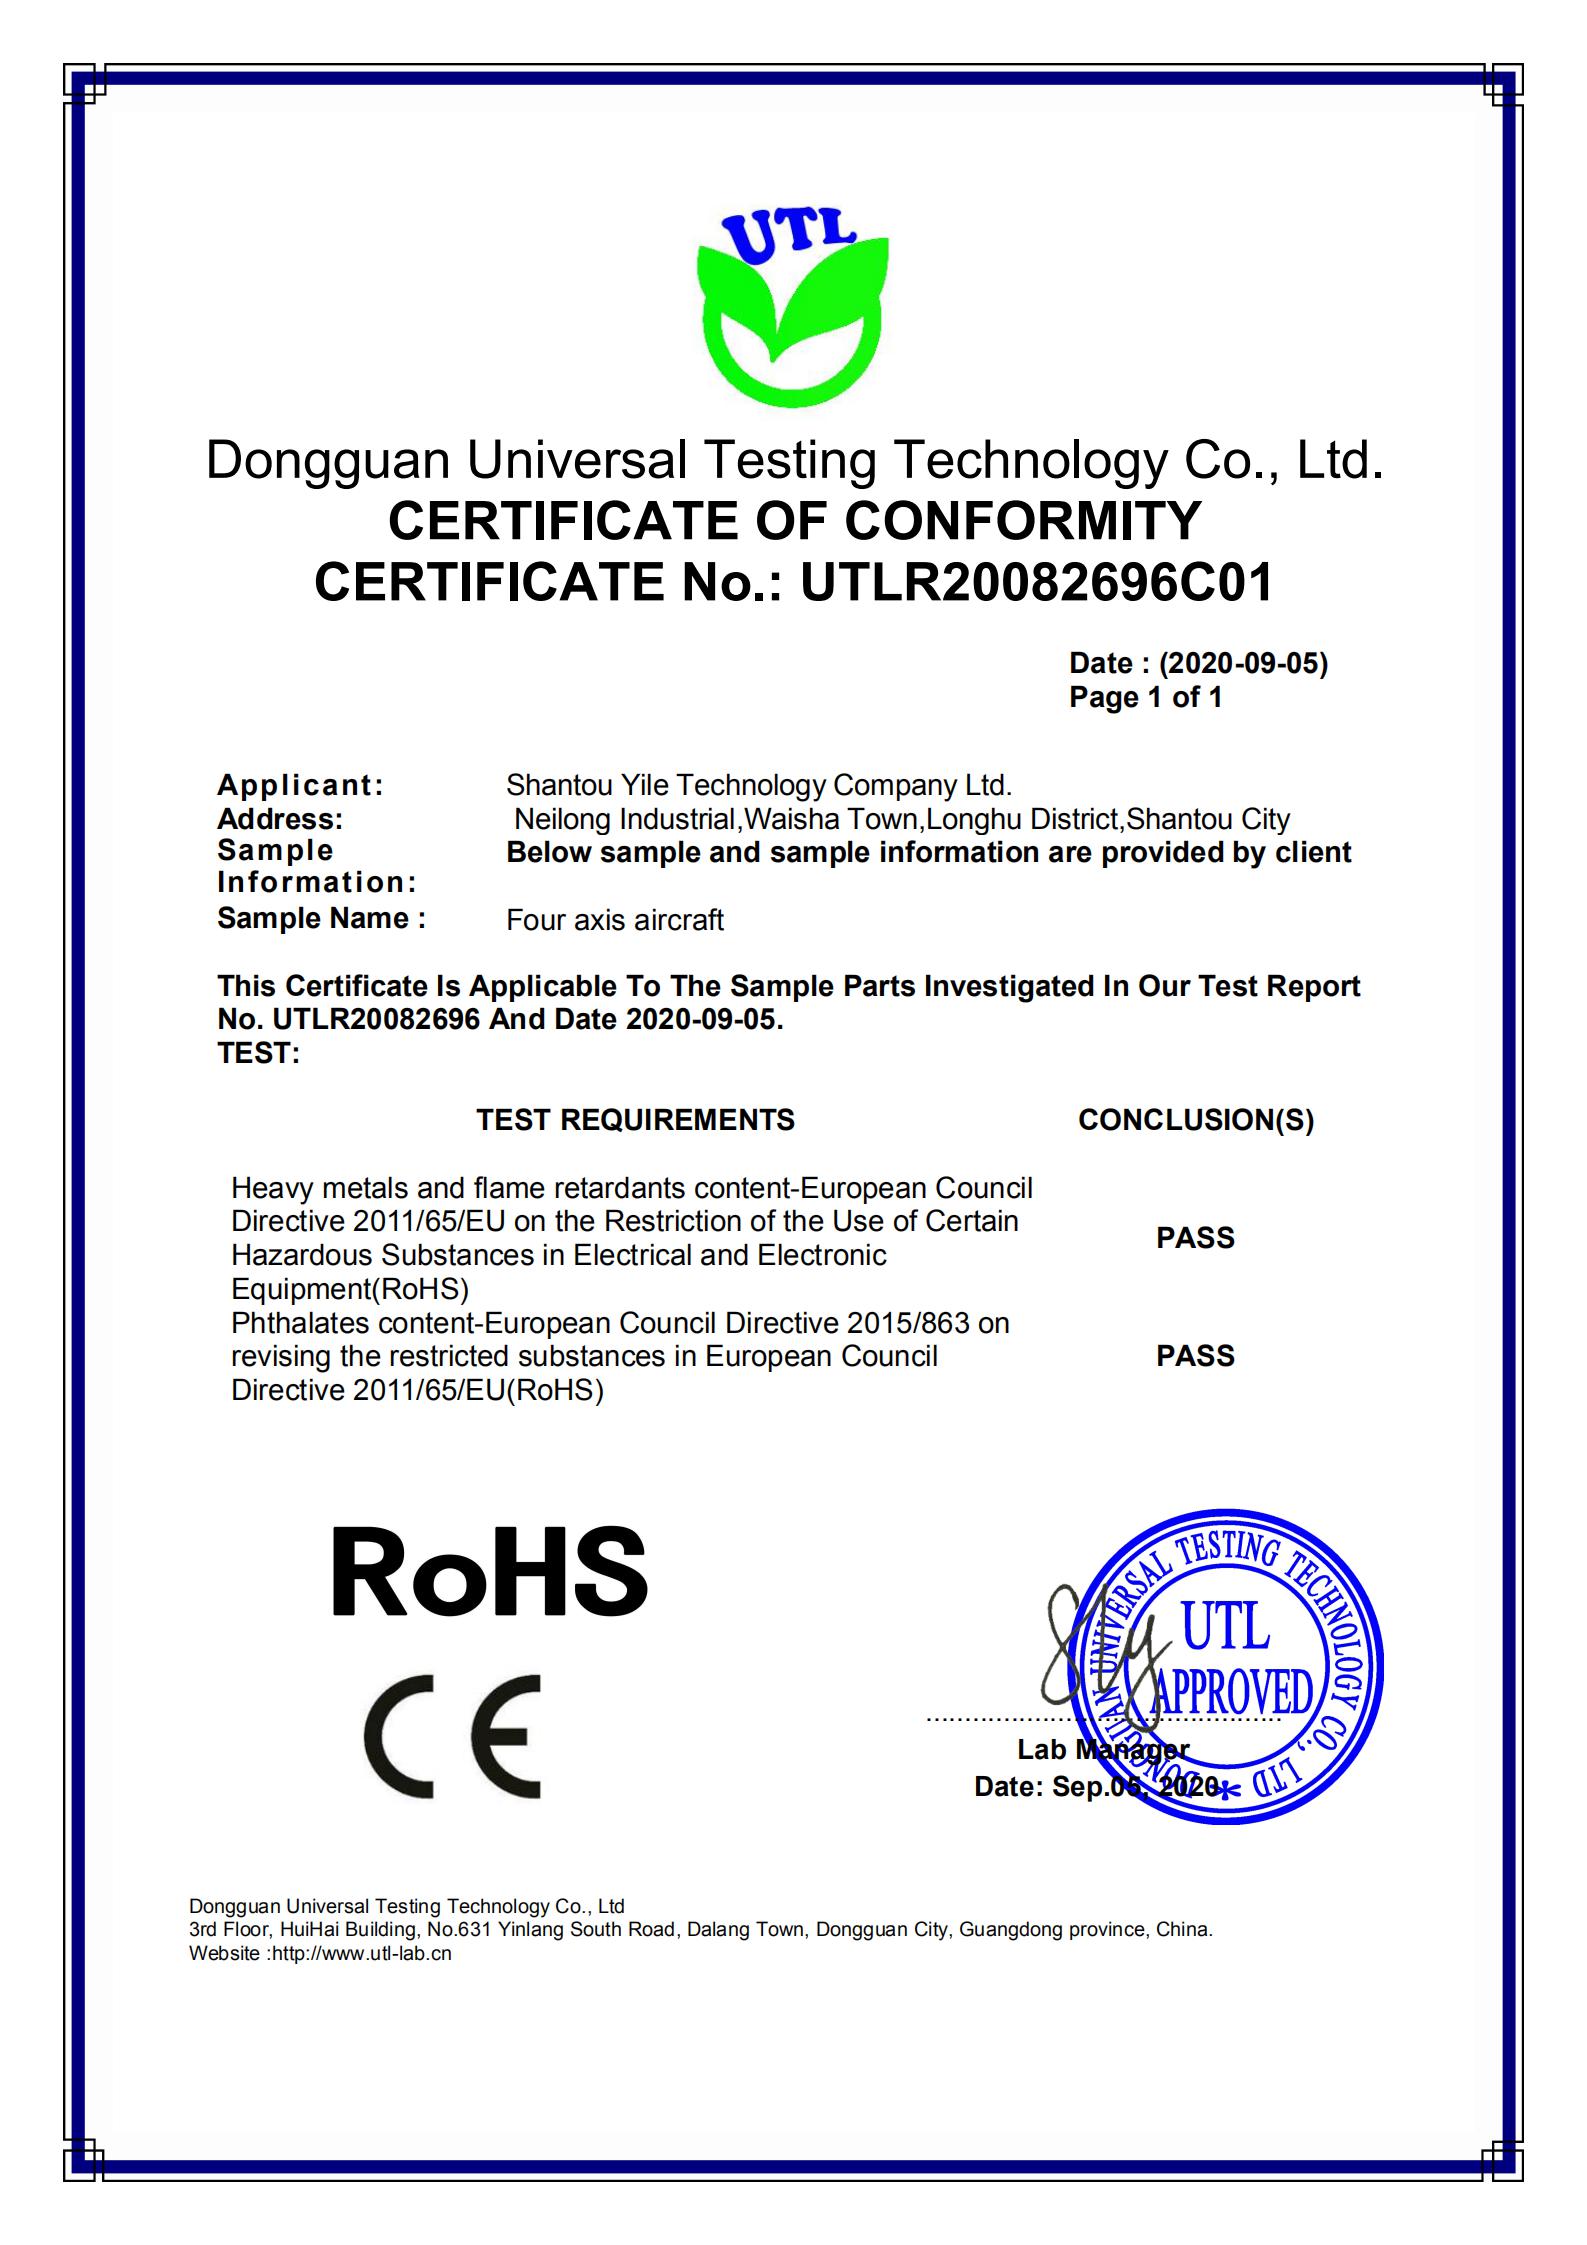 UTL
Dongguan Universal Testing Technology Co., Ltd.
CERTIFICATE OF CONFORMITY
CERTIFICATE No.: UTLR20082696C01
Date : (2020-09-05)
Page 1 of 1
Applicant: Shantou Yile Technology Company Ltd.
Address: Neilong Industrial,Waisha Town,Longhu District,Shantou City
Sample Below sample and sample information are provided by client
Information:
Sample Name : Four axis aircraft
This Certificate Is Applicable To The Sample Parts Investigated In Our Test Report
No. UTLR20082696 And Date 2020-09-05.
TEST:
TEST REQUIREMENTS CONCLUSION(S)
Heavy metals and flame retardants content-European Council
Directive 2011/65/EU on the Restriction of the Use of Certain
Hazardous Substances in Electrical and Electronic
Equipment(RoHS)
PASS
Phthalates content-European Council Directive 2015/863 on
revising the restricted substances in European Council
Directive 2011/65/EU(RoHS)
PASS
RoHS
CE
DONGGUAN UNIVERSAL TESTING TECHNOLOGY CO., LTD
UTL
APPROVED
Lab Manager
Date: Sep.05, 2020
Dongguan Universal Testing Technology Co., Ltd
3rd Floor, HuiHai Building, No.631 Yinlang South Road, Dalang Town, Dongguan City, Guangdong province, China.
Website :http://www.utl-lab.cn